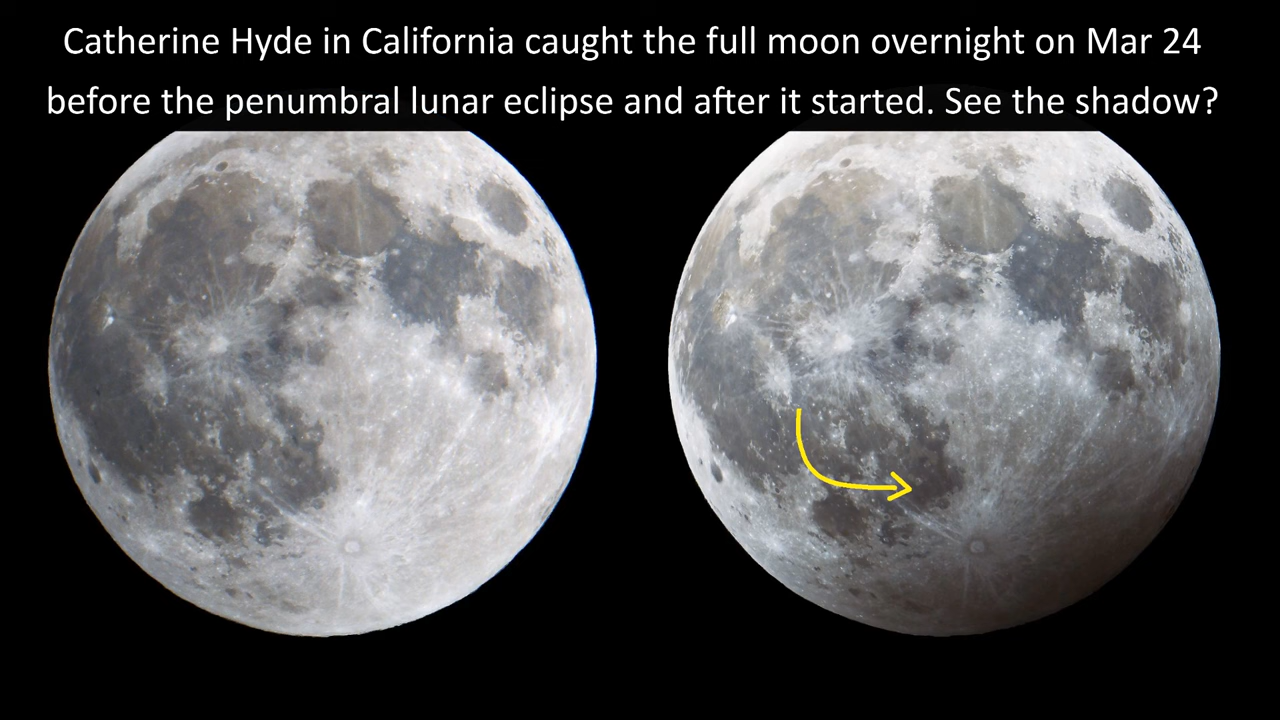 Catherine Hyde in California caught the full moon overnight on Mar 24
before the penumbral lunar eclipse and after it started. See the shadow?